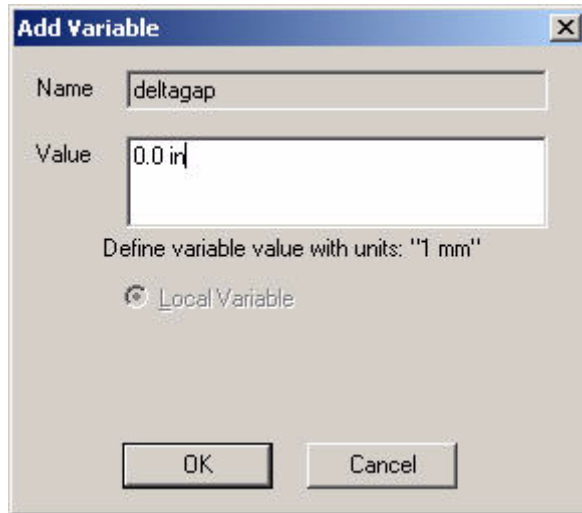 Add Variable
Name deltagap
Value 0.0 in
Define variable value with units: "1 mm"
Local Variable
OK Cancel